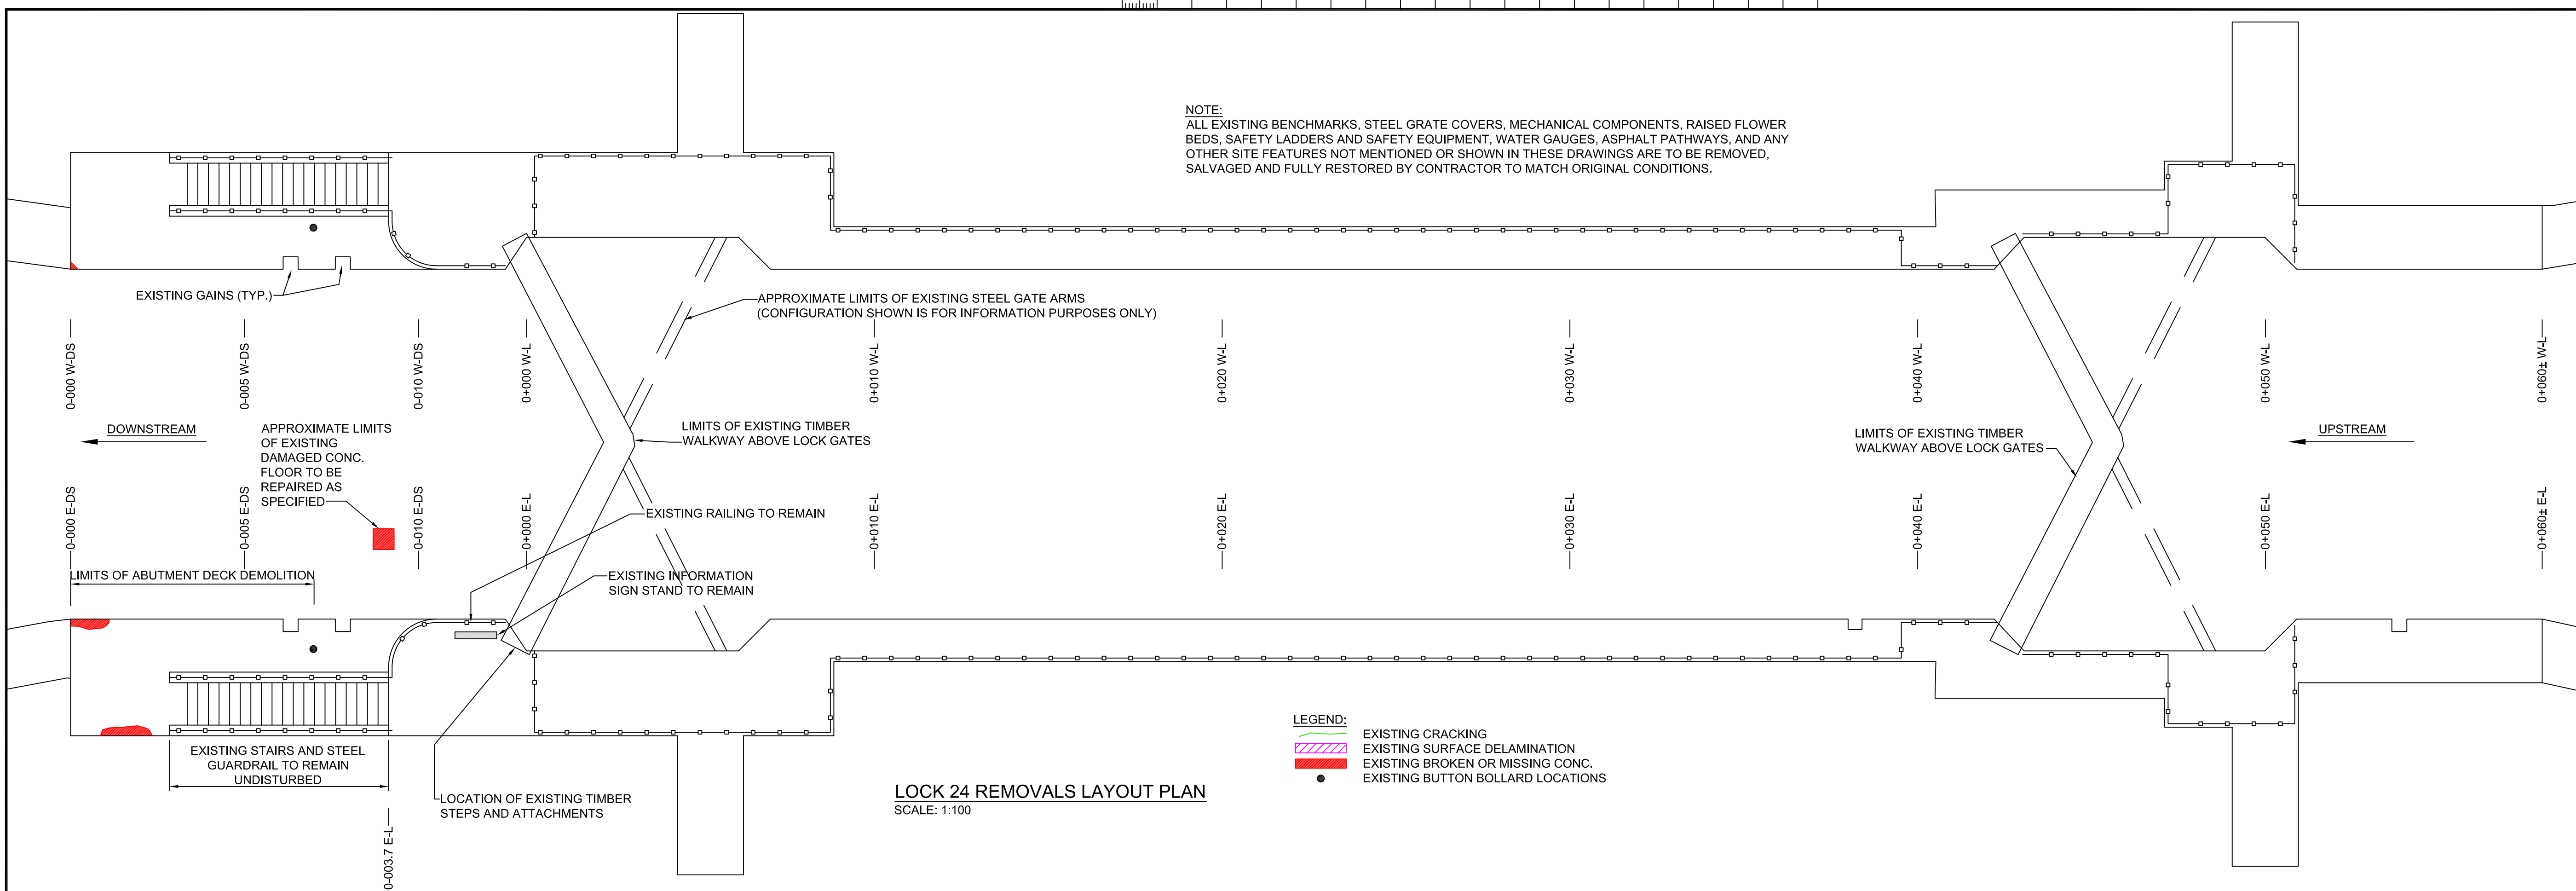 NOTE:
ALL EXISTING BENCHMARKS, STEEL GRATE COVERS, MECHANICAL COMPONENTS, RAISED FLOWER
BEDS, SAFETY LADDERS AND SAFETY EQUIPMENT, WATER GAUGES, ASPHALT PATHWAYS, AND ANY
OTHER SITE FEATURES NOT MENTIONED OR SHOWN IN THESE DRAWINGS ARE TO BE REMOVED,
SALVAGED AND FULLY RESTORED BY CONTRACTOR TO MATCH ORIGINAL CONDITIONS.
EXISTING GAINS (TYP.)
APPROXIMATE LIMITS OF EXISTING STEEL GATE ARMS
(CONFIGURATION SHOWN IS FOR INFORMATION PURPOSES ONLY)
0-000 W-DS
0-005 W-DS
0-010 W-DS
0+000 W-L
0+010 W-L
0+020 W-L
0+030 W-L
0+040 W-L
0+050 W-L
0+060± W-L
DOWNSTREAM
APPROXIMATE LIMITS
OF EXISTING
DAMAGED CONC.
FLOOR TO BE
REPAIRED AS
SPECIFIED
LIMITS OF EXISTING TIMBER
WALKWAY ABOVE LOCK GATES
LIMITS OF EXISTING TIMBER
WALKWAY ABOVE LOCK GATES
UPSTREAM
0-000 E-DS
0-005 E-DS
0-010 E-DS
0+000 E-L
0+010 E-L
0+020 E-L
0+030 E-L
0+040 E-L
0+050 E-L
0+060± E-L
EXISTING RAILING TO REMAIN
LIMITS OF ABUTMENT DECK DEMOLITION
EXISTING INFORMATION
SIGN STAND TO REMAIN
EXISTING STAIRS AND STEEL
GUARDRAIL TO REMAIN
UNDISTURBED
LOCATION OF EXISTING TIMBER
STEPS AND ATTACHMENTS
0-003.7 E-L
LOCK 24 REMOVALS LAYOUT PLAN
SCALE: 1:100
LEGEND:
EXISTING CRACKING
EXISTING SURFACE DELAMINATION
EXISTING BROKEN OR MISSING CONC.
EXISTING BUTTON BOLLARD LOCATIONS